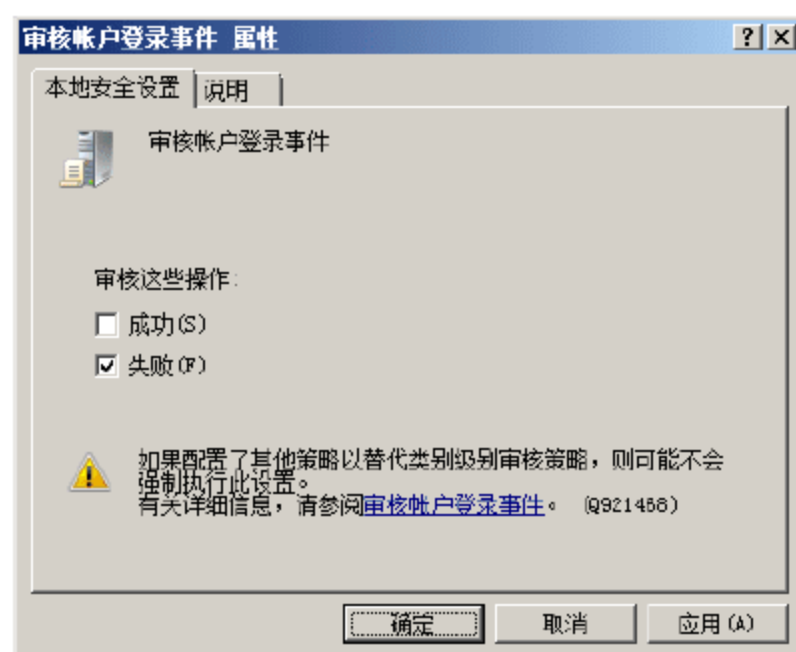 审核帐户登录事件 属性
? ×
本地安全设置 说明
审核帐户登录事件
审核这些操作:
成功(S)
失败(F)
如果配置了其他策略以替代类别级别审核策略，则可能不会
强制执行此设置。
有关详细信息，请参阅审核帐户登录事件。 (Q921468)
确定 取消 应用(A)